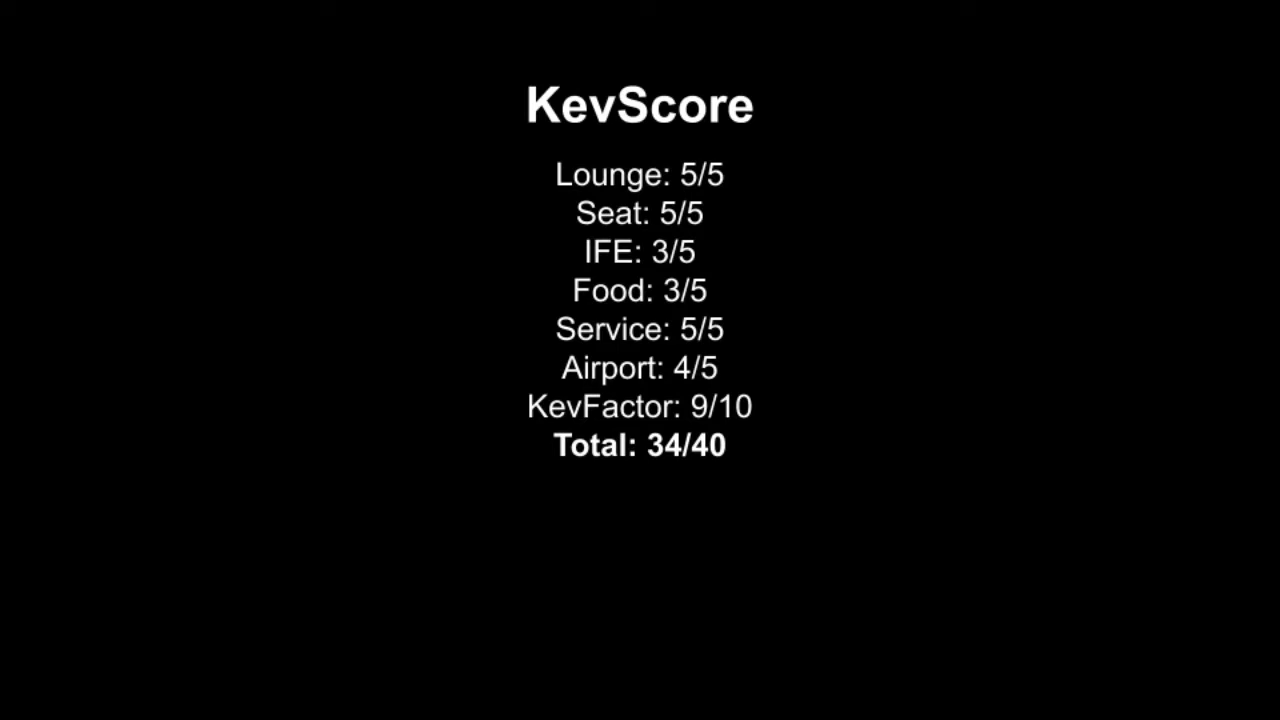 KevScore
Lounge: 5/5
Seat: 5/5
IFE: 3/5
Food: 3/5
Service: 5/5
Airport: 4/5
KevFactor: 9/10
Total: 34/40